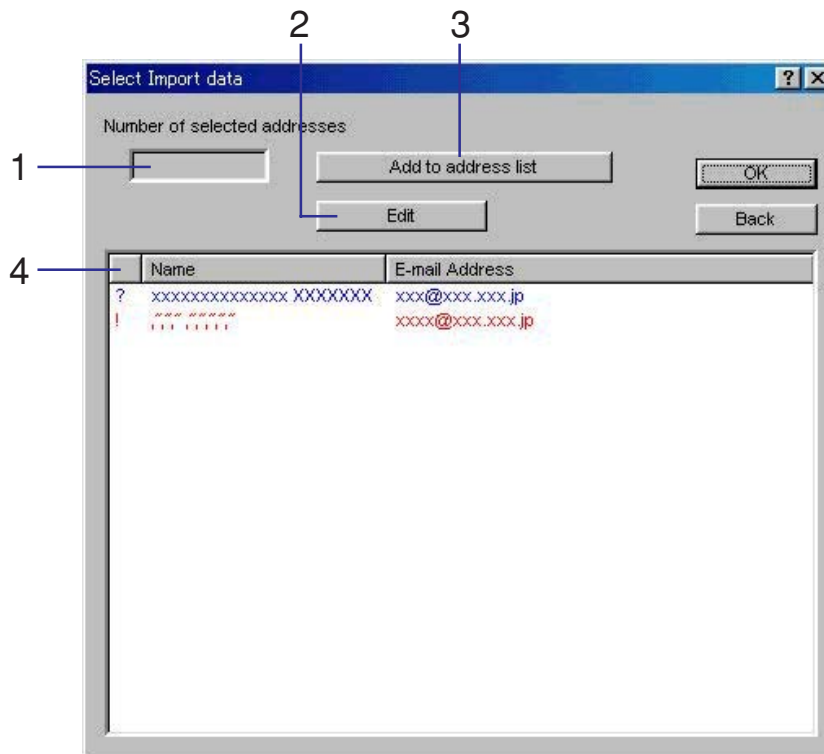 2 3
Select Import data ? X
Number of selected addresses
1 Add to address list OK
2 Edit Back
4 Name E-mail Address
? xxxxxxxxxxxxxx XXXXXXX xxx@xxx.xxx.jp
! xxxx@xxx.xxx.jp